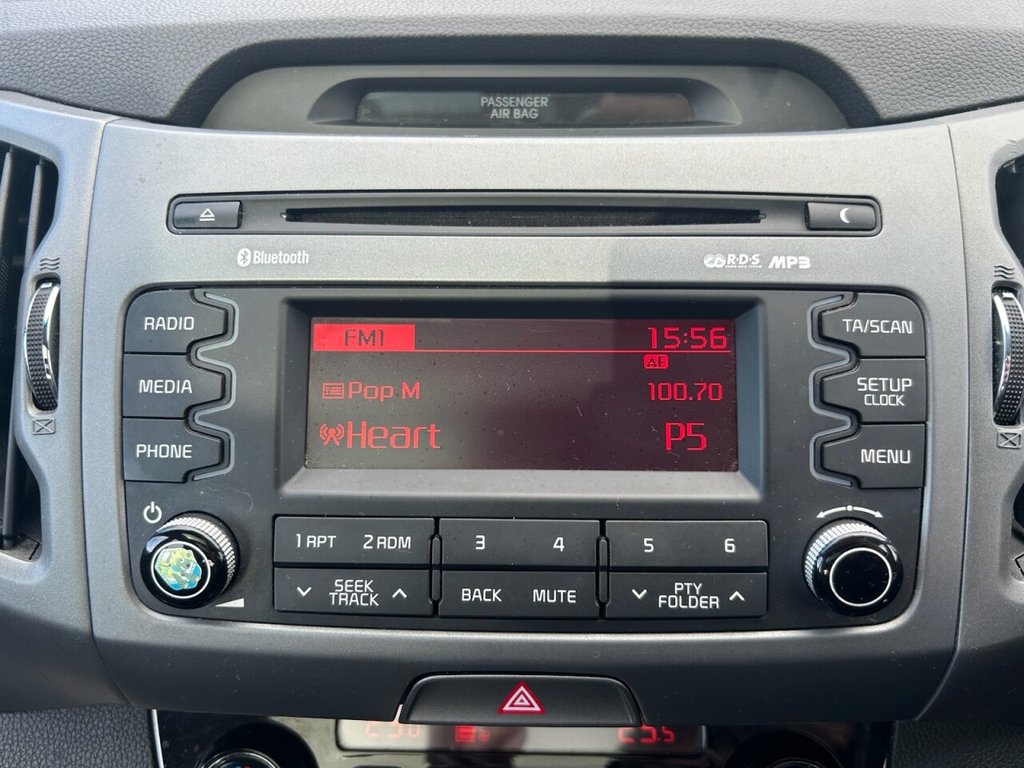 PASSENGER
AIR BAG
Bluetooth
R·D·S MP3
RADIO
MEDIA
PHONE
FM1 15:56
AF
Pop M 100.70
Heart P5
TA/SCAN
SETUP
CLOCK
MENU
1 RPT 2 RDM 3 4 5 6
SEEK
TRACK
BACK MUTE
PTY
FOLDER